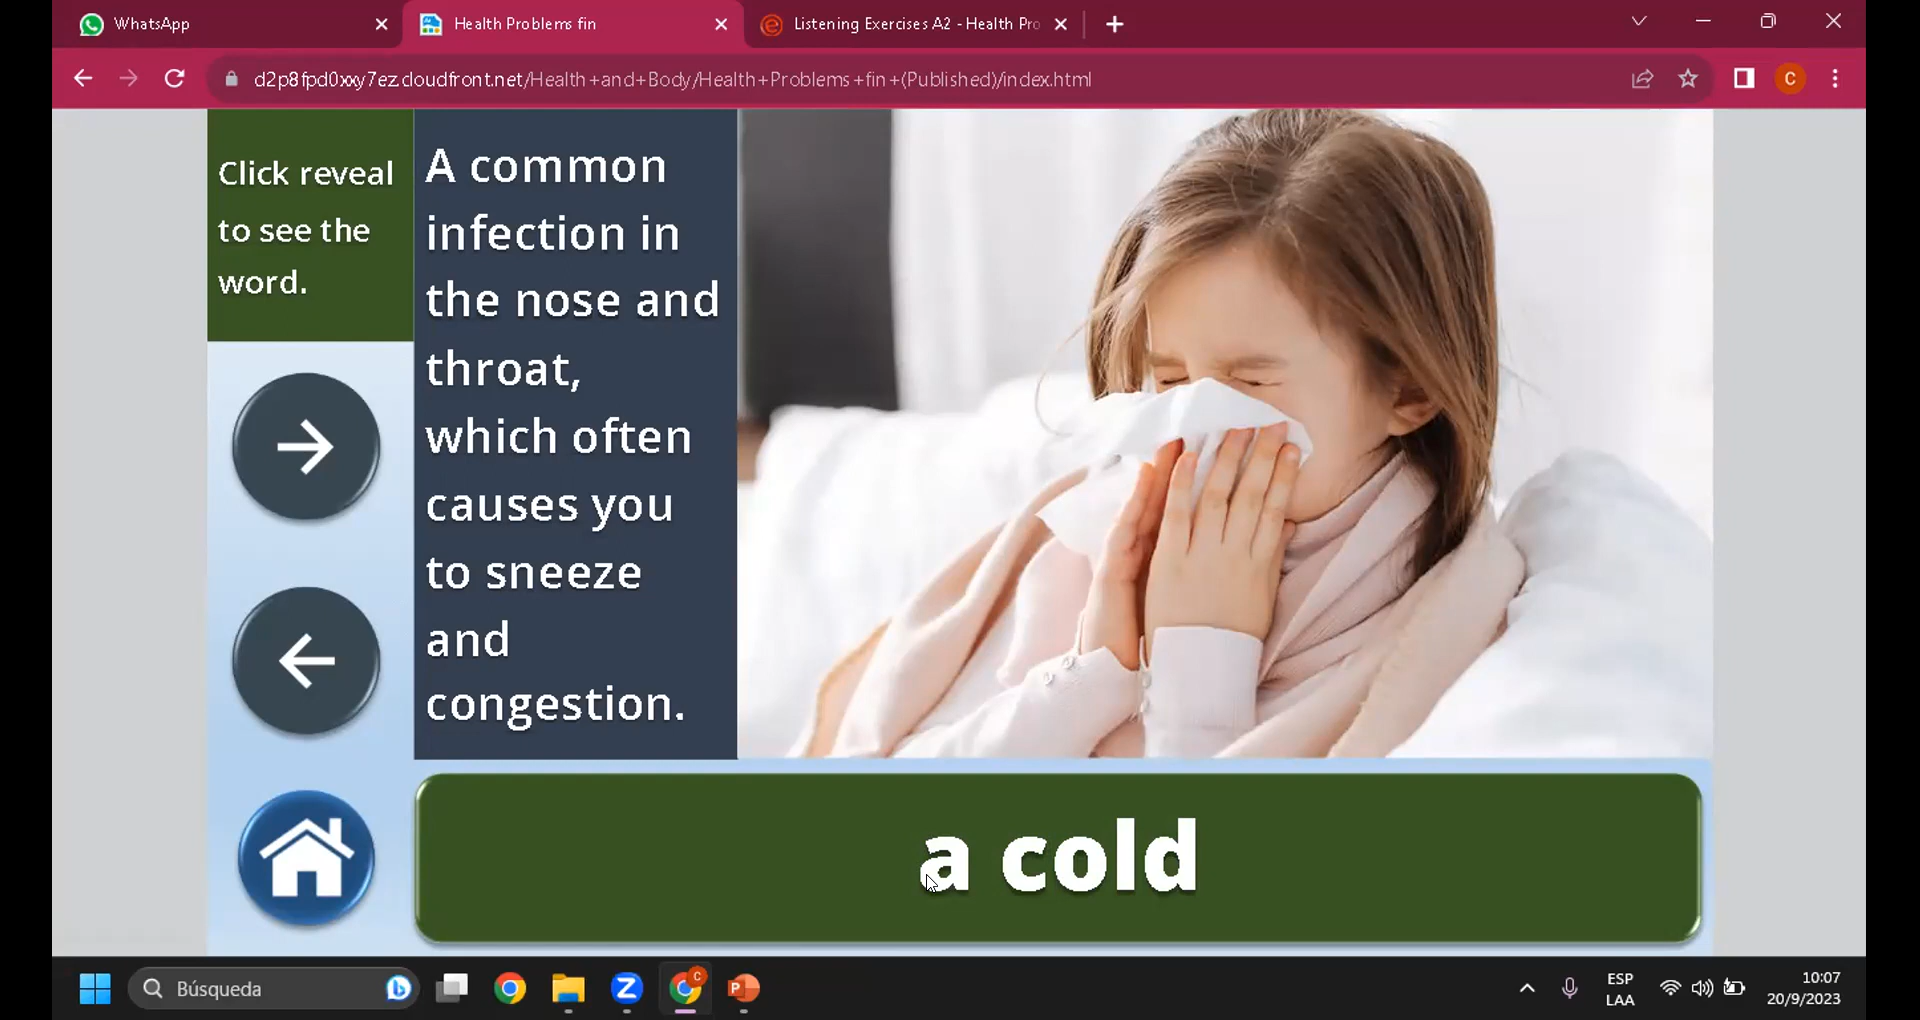 WhatsApp
Health Problems fin
Listening Exercises A2 - Health Pro
d2p8fpd0xxy7ez.cloudfront.net/Health+and+Body/Health+Problems+fin+(Published)/index.html
C
Click reveal
to see the
word.
A common
infection in
the nose and
throat,
which often
causes you
to sneeze
and
congestion.
a cold
Búsqueda
ESP
LAA
10:07
20/9/2023